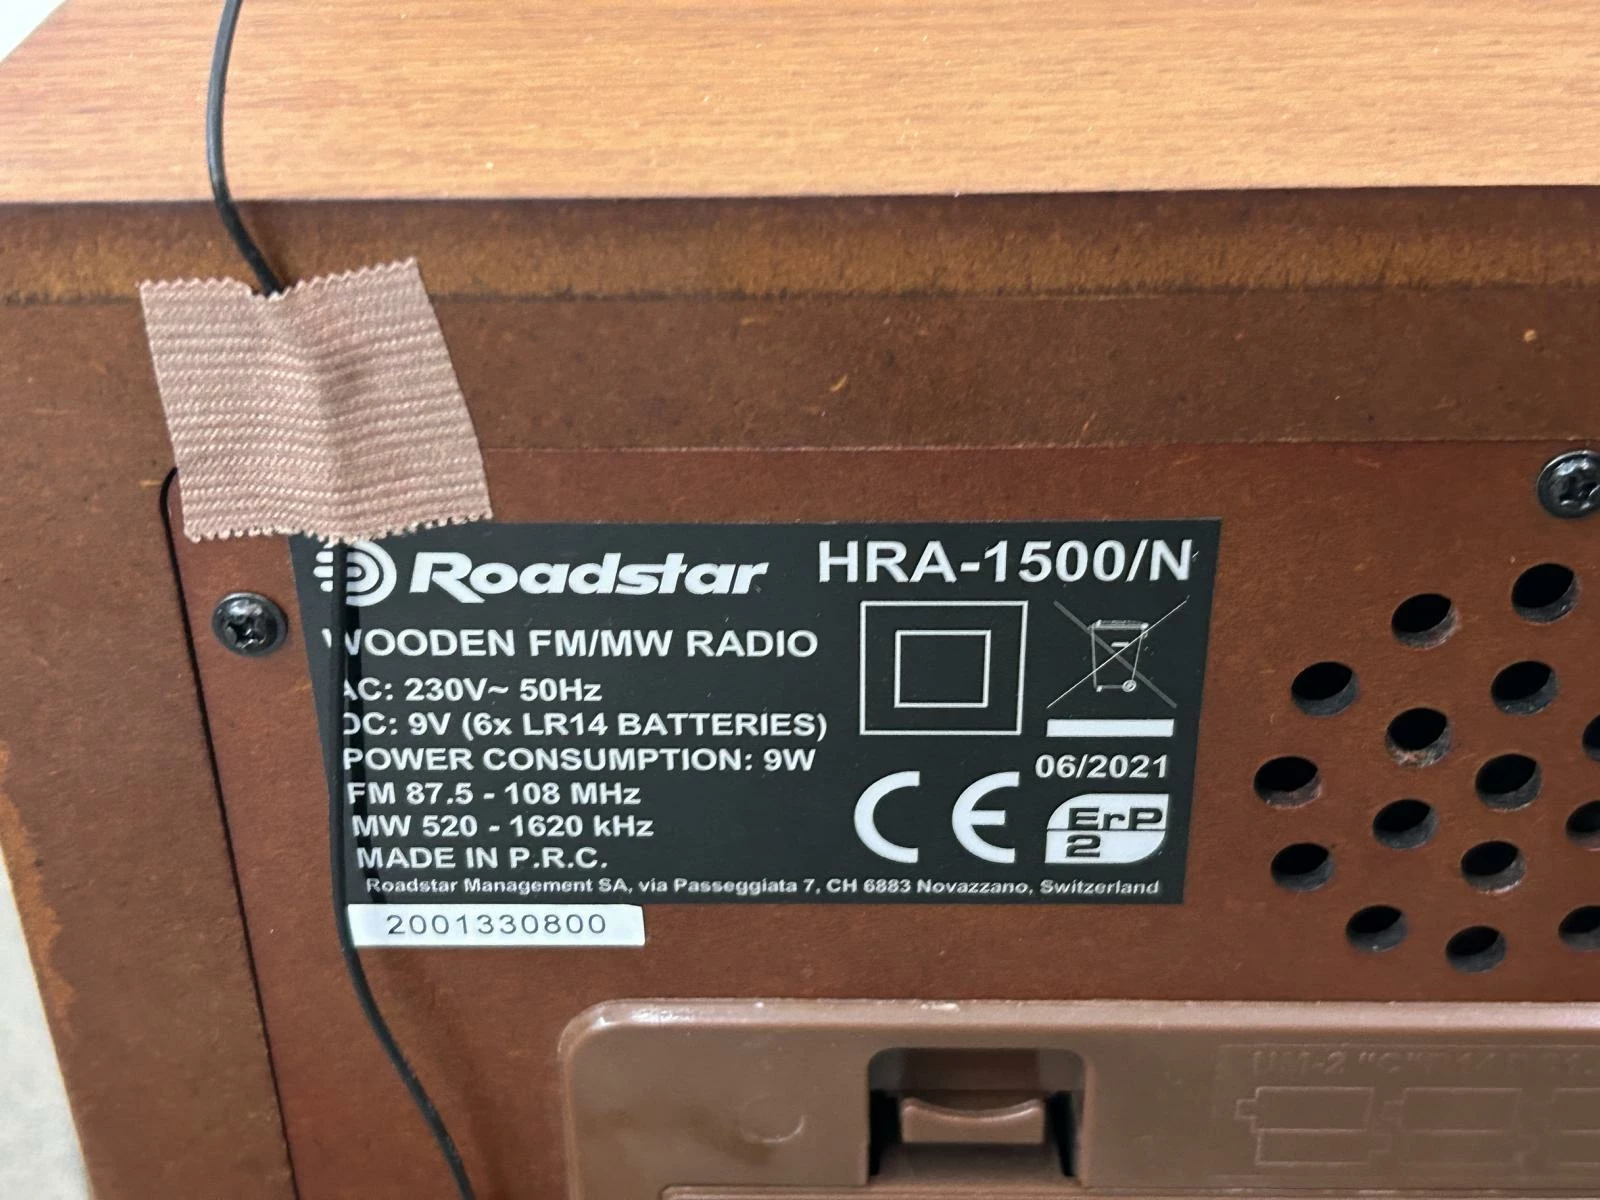 Roadstar HRA-1500/N
WOODEN FM/MW RADIO
AC: 230V~ 50Hz
DC: 9V (6x LR14 BATTERIES)
POWER CONSUMPTION: 9W
FM 87.5 - 108 MHz
MW 520 - 1620 kHz
MADE IN P.R.C.
06/2021
CE
ErP
2
Roadstar Management SA, via Passeggiata 7, CH 6883 Novazzano, Switzerland
2001330800